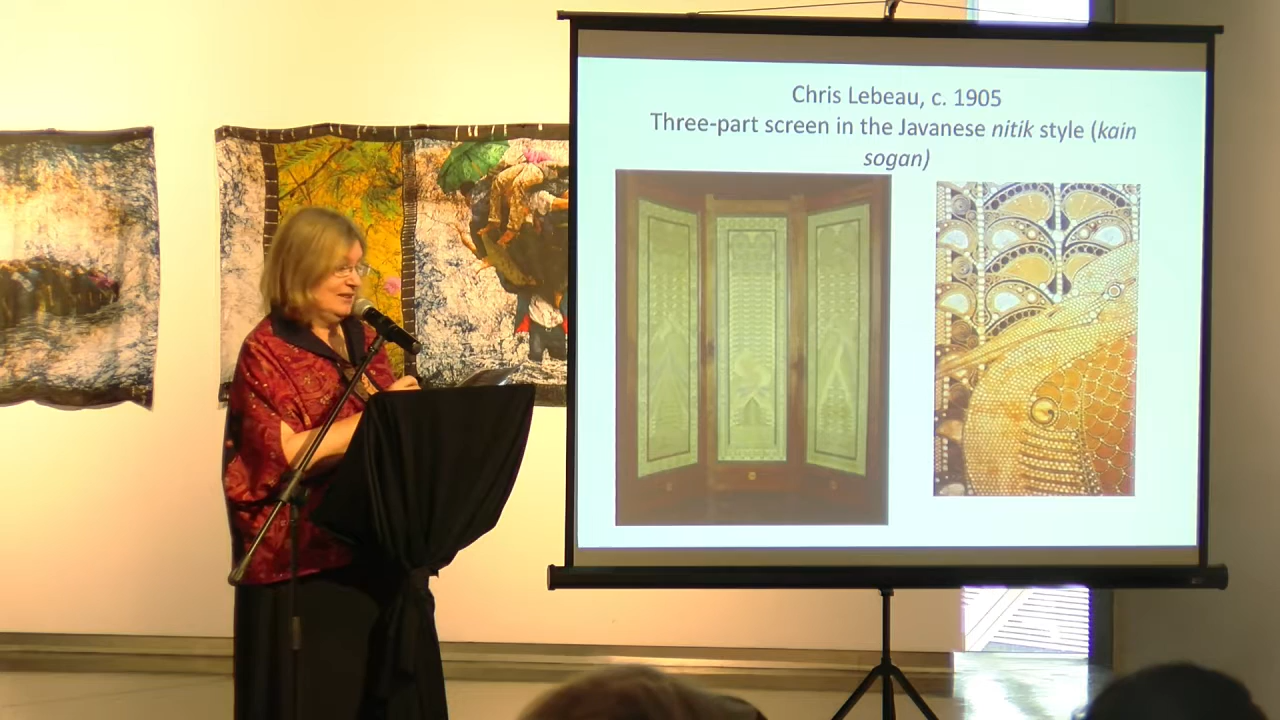 Chris Lebeau, c. 1905
Three-part screen in the Javanese nitik style (kain
sogan)